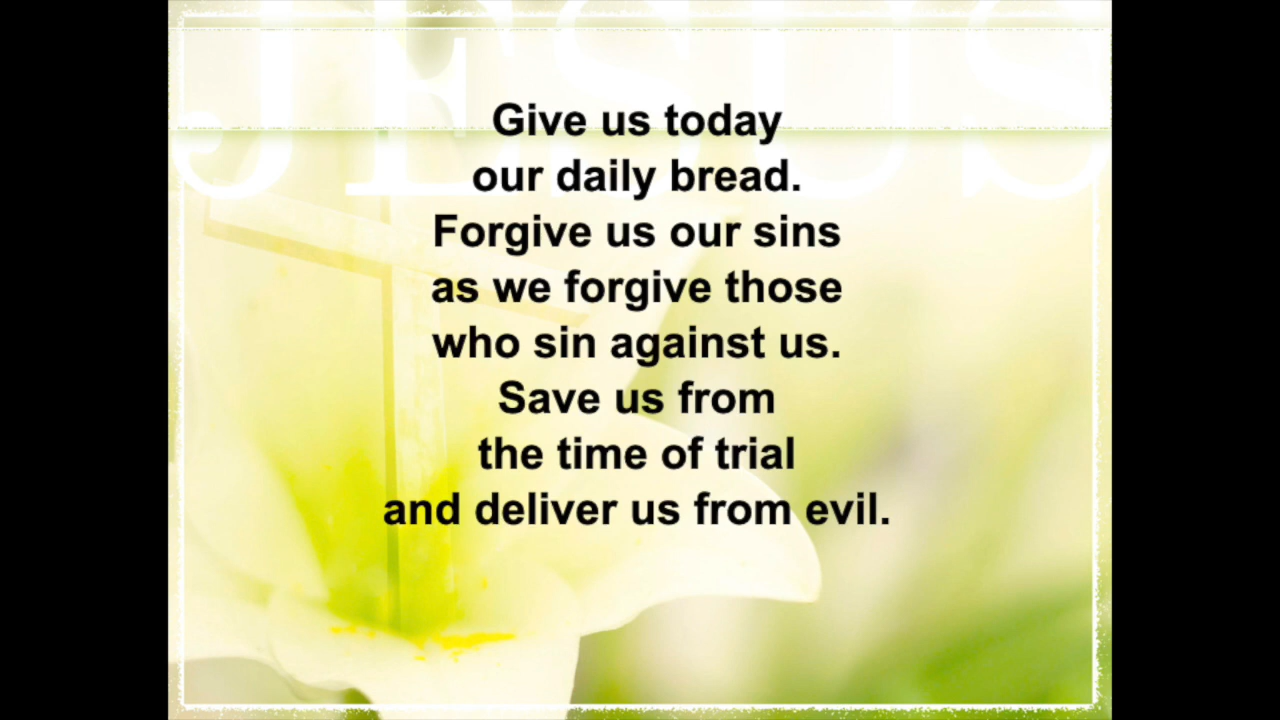 JESUS
Give us today
our daily bread.
Forgive us our sins
as we forgive those
who sin against us.
Save us from
the time of trial
and deliver us from evil.